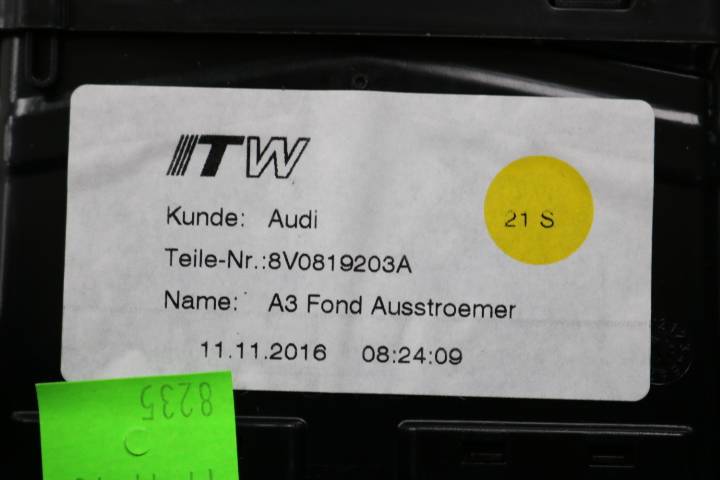 ITW
Kunde: Audi
21 S
Teile-Nr.:8V0819203A
Name: A3 Fond Ausstroemer
11.11.2016 08:24:09
8235